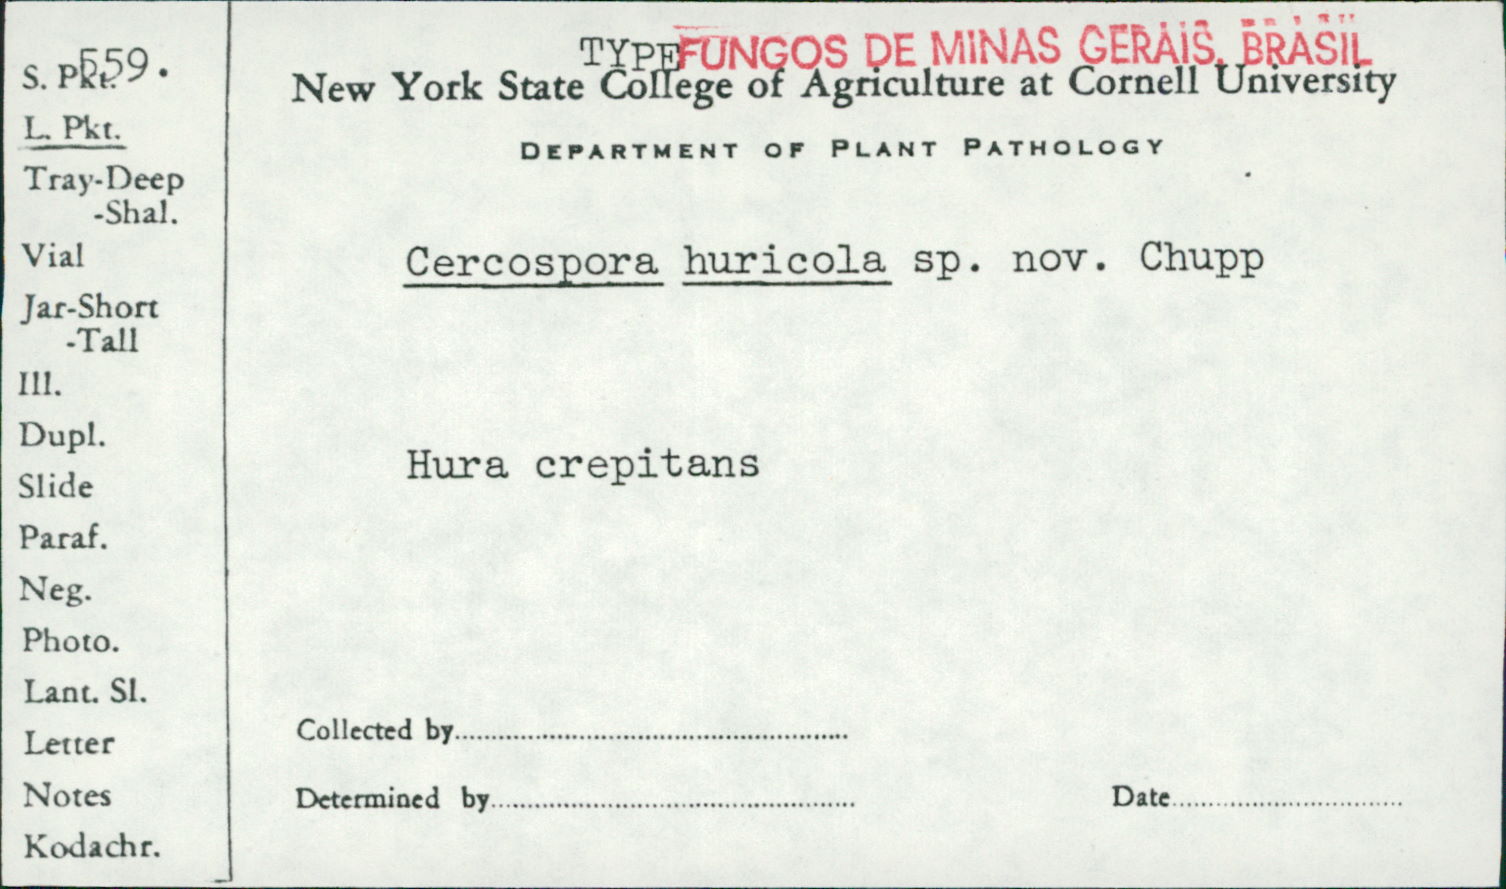 559.
S. Pkt.
L. Pkt.
Tray-Deep
-Shal.
Vial
Jar-Short
-Tall
Ill.
Dupl.
Slide
Paraf.
Neg.
Photo.
Lant. Sl.
Letter
Notes
Kodachr.
TYPE FUNGOS DE MINAS GERAIS, BRASIL
New York State College of Agriculture at Cornell University
DEPARTMENT OF PLANT PATHOLOGY
Cercospora huricola sp. nov. Chupp
Hura crepitans
Collected by
Determined by
Date